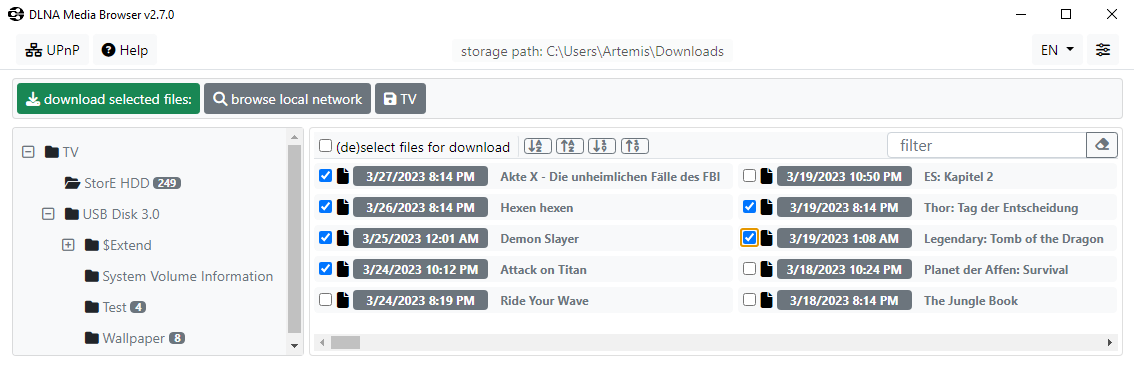 DLNA Media Browser v2.7.0
UPnP Help storage path: C:\Users\Artemis\Downloads EN
download selected files: browse local network TV
TV
StorE HDD 249
USB Disk 3.0
$Extend
System Volume Information
Test 4
Wallpaper 8
(de)select files for download filter
3/27/2023 8:14 PM Akte X - Die unheimlichen Fälle des FBI
3/26/2023 8:14 PM Hexen hexen
3/25/2023 12:01 AM Demon Slayer
3/24/2023 10:12 PM Attack on Titan
3/24/2023 8:19 PM Ride Your Wave
3/19/2023 10:50 PM ES: Kapitel 2
3/19/2023 8:14 PM Thor: Tag der Entscheidung
3/19/2023 1:08 AM Legendary: Tomb of the Dragon
3/18/2023 10:24 PM Planet der Affen: Survival
3/18/2023 8:14 PM The Jungle Book